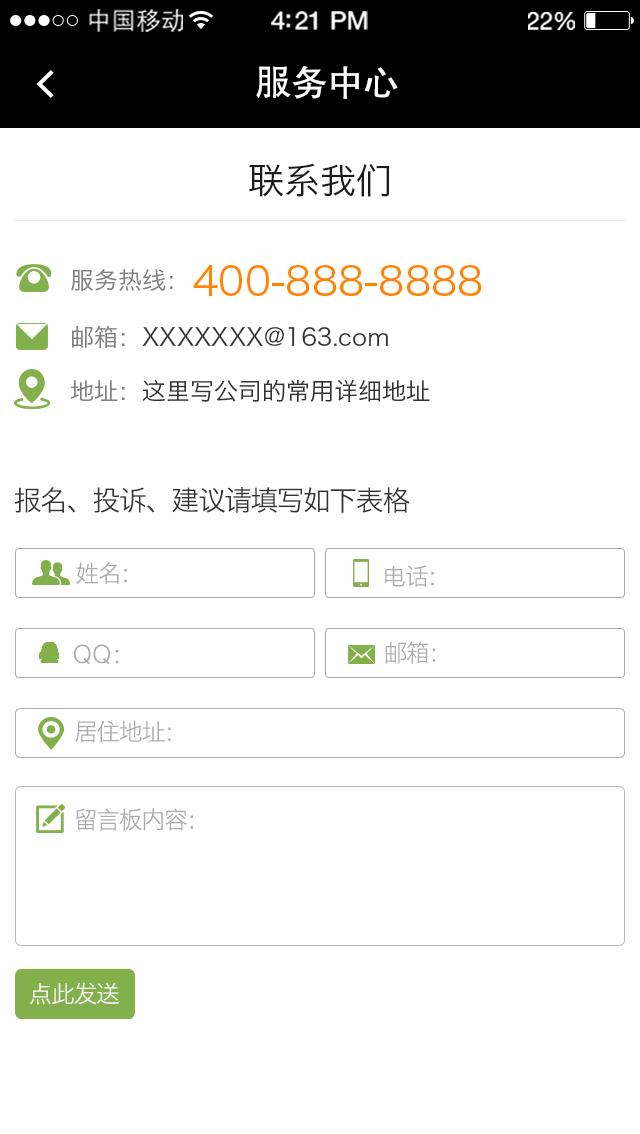 中国移动 4:21 PM 22%
服务中心
联系我们
服务热线: 400-888-8888
邮箱: XXXXXXX@163.com
地址: 这里写公司的常用详细地址
报名、投诉、建议请填写如下表格
姓名: 电话:
QQ: 邮箱:
居住地址:
留言板内容:
点此发送